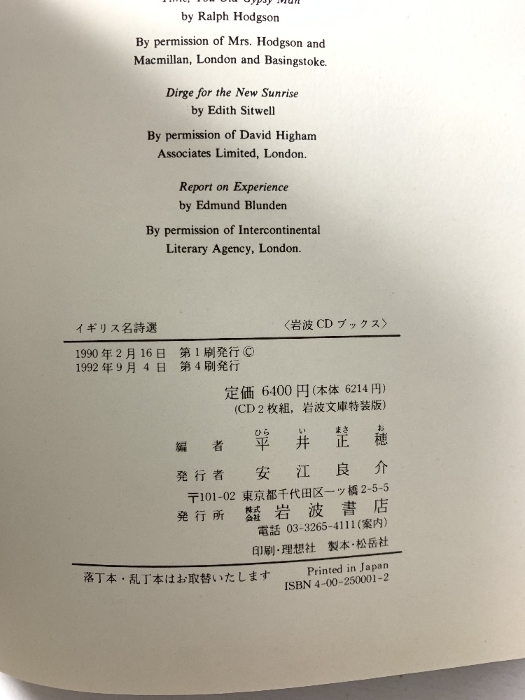 Time, You Old Gypsy Man
by Ralph Hodgson
By permission of Mrs. Hodgson and
Macmillan, London and Basingstoke.
Dirge for the New Sunrise
by Edith Sitwell
By permission of David Higham
Associates Limited, London.
Report on Experience
by Edmund Blunden
By permission of Intercontinental
Literary Agency, London.
イギリス名詩選 〈岩波CDブックス〉
1990年2月16日 第1刷発行©
1992年9月4日 第4刷発行
定価 6400円(本体 6214円)
(CD2枚組，岩波文庫特装版)
ひら い まさ お
編者 平井正穂
発行者 安江良介
〒101-02 東京都千代田区一ツ橋2-5-5
発行所 株式会社 岩波書店
電話 03-3265-4111(案内)
印刷・理想社 製本・松岳社
落丁本・乱丁本はお取替いたします Printed in Japan
ISBN 4-00-250001-2